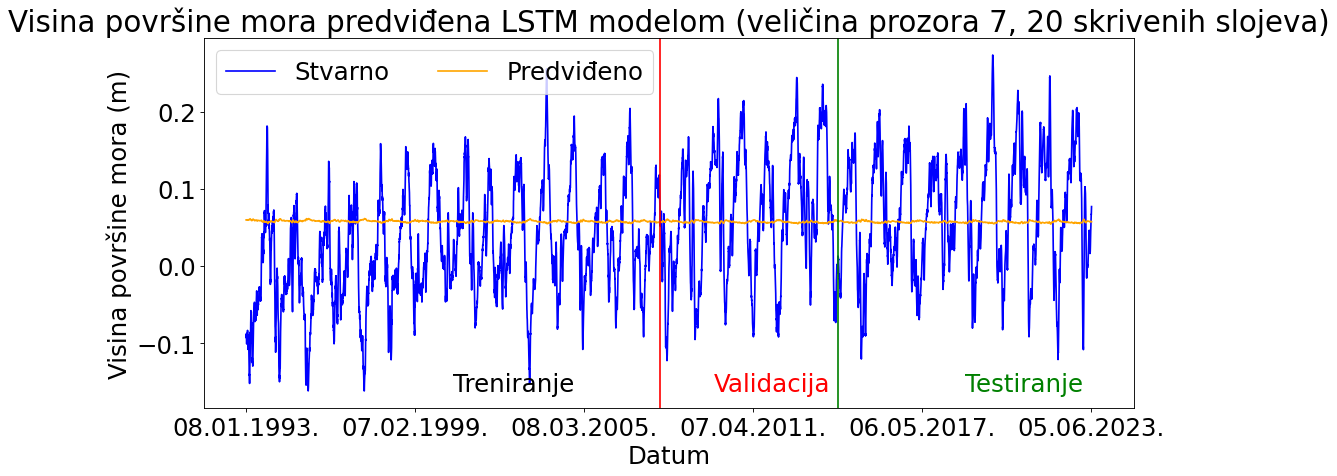 Visina površine mora predviđena LSTM modelom (veličina prozora 7, 20 skrivenih slojeva)
Stvarno
Predviđeno
Visina površine mora (m)
0.2
0.1
0.0
−0.1
Treniranje
Validacija
Testiranje
08.01.1993.
07.02.1999.
08.03.2005.
07.04.2011.
06.05.2017.
05.06.2023.
Datum